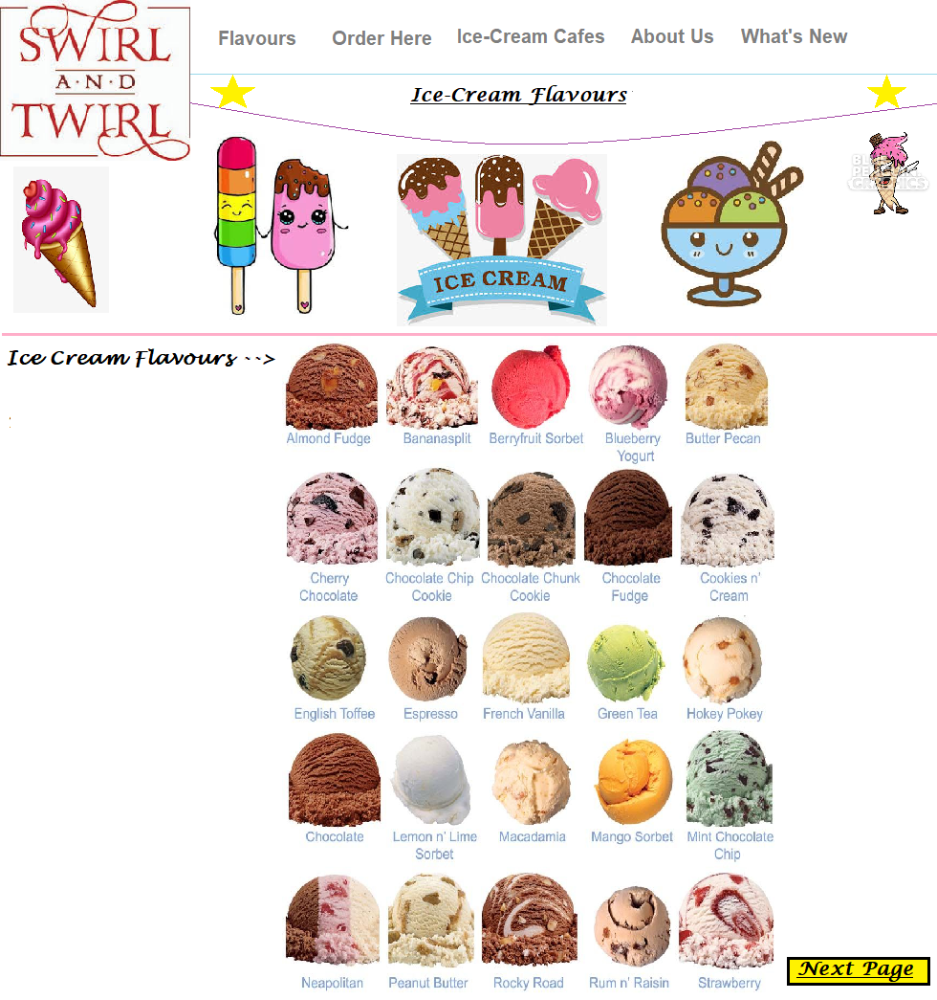 SWIRL
A·N·D
TWIRL
Flavours
Order Here
Ice-Cream Cafes
About Us
What's New
Ice-Cream Flavours
ICE CREAM
GRAPHICS
Ice Cream Flavours -->
Almond Fudge
Bananasplit
Berryfruit Sorbet
Blueberry
Yogurt
Butter Pecan
Cherry
Chocolate
Chocolate Chip
Cookie
Chocolate Chunk
Cookie
Chocolate
Fudge
Cookies n'
Cream
English Toffee
Espresso
French Vanilla
Green Tea
Hokey Pokey
Chocolate
Lemon n' Lime
Sorbet
Macadamia
Mango Sorbet
Mint Chocolate
Chip
Neapolitan
Peanut Butter
Rocky Road
Rum n' Raisin
Strawberry
Next Page